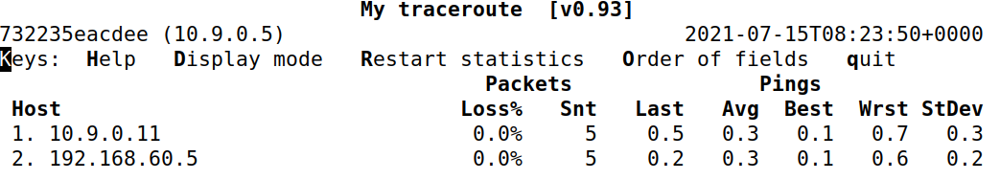 My traceroute  [v0.93]
732235eacdee (10.9.0.5) 2021-07-15T08:23:50+0000
Keys:  Help   Display mode   Restart statistics   Order of fields   quit
Packets Pings
Host Loss% Snt Last Avg Best Wrst StDev
1. 10.9.0.11 0.0% 5 0.5 0.3 0.1 0.7 0.3
2. 192.168.60.5 0.0% 5 0.2 0.3 0.1 0.6 0.2